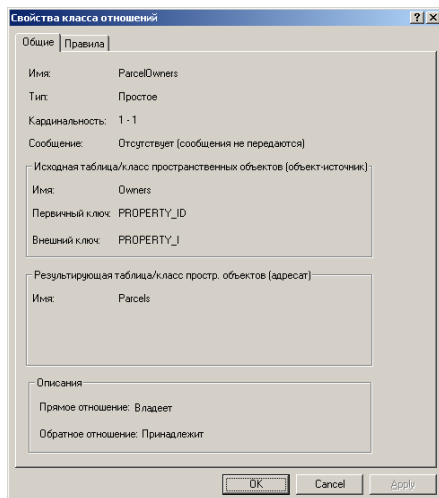 Свойства класса отношений
Общие Правила
Имя: ParcelOwners
Тип: Простое
Кардинальность: 1 - 1
Сообщение: Отсутствует (сообщения не передаются)
Исходная таблица/класс пространственных объектов (объект-источник)
Имя: Owners
Первичный ключ: PROPERTY_ID
Внешний ключ: PROPERTY_I
Результирующая таблица/класс простр. объектов (адресат)
Имя: Parcels
Описания
Прямое отношение: Владеет
Обратное отношение: Принадлежит
OK Cancel Apply